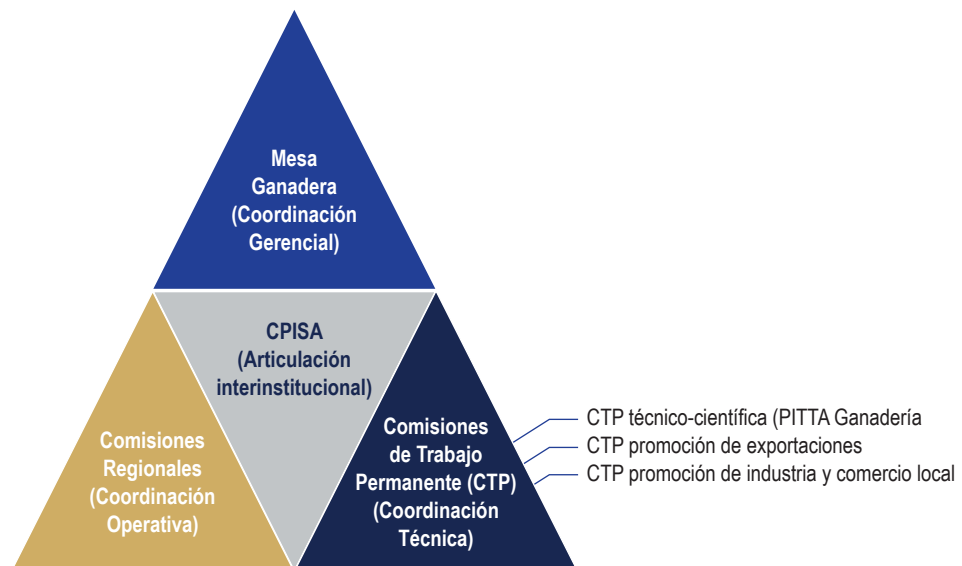 Mesa
Ganadera
(Coordinación
Gerencial)
CPISA
(Articulación
interinstitucional)
Comisiones
Regionales
(Coordinación
Operativa)
Comisiones
de Trabajo
Permanente (CTP)
(Coordinación
Técnica)
CTP técnico-científica (PITTA Ganadería
CTP promoción de exportaciones
CTP promoción de industria y comercio local